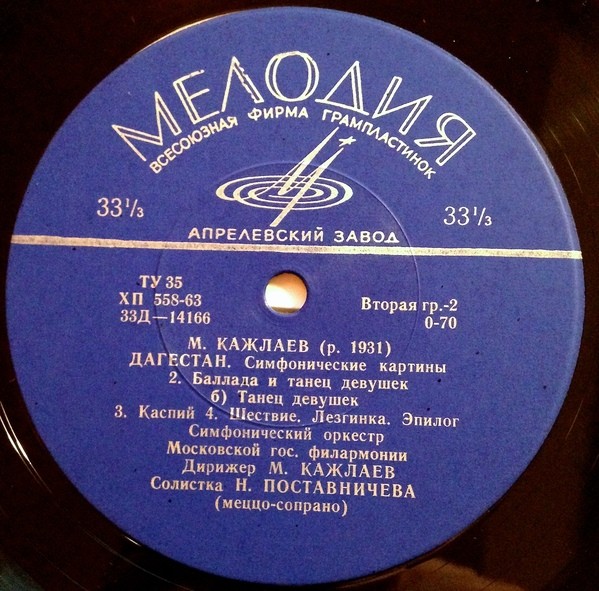 МЕЛОДИЯ
ВСЕСОЮЗНАЯ ФИРМА ГРАМПЛАСТИНОК
33⅓ 33⅓
АПРЕЛЕВСКИЙ ЗАВОД
ТУ 35
ХП 558-63
33Д—14166
Вторая гр.-2
0-70
М. КАЖЛАЕВ (р. 1931)
ДАГЕСТАН. Симфонические картины
2. Баллада и танец девушек
б) Танец девушек
3. Каспий 4. Шествие. Лезгинка. Эпилог
Симфонический оркестр
Московской гос. филармонии
Дирижер М. КАЖЛАЕВ
Солистка Н. ПОСТАВНИЧЕВА
(меццо-сопрано)